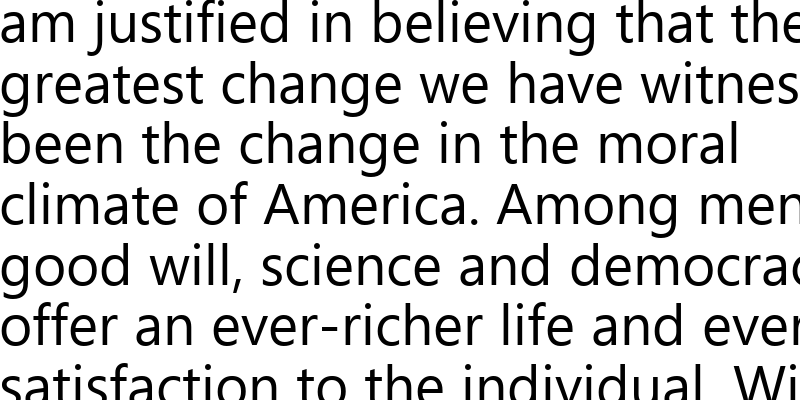 am justified in believing that the
greatest change we have witnes
been the change in the moral
climate of America. Among men
good will, science and democrac
offer an ever-richer life and ever
satisfaction to the individual. Wi